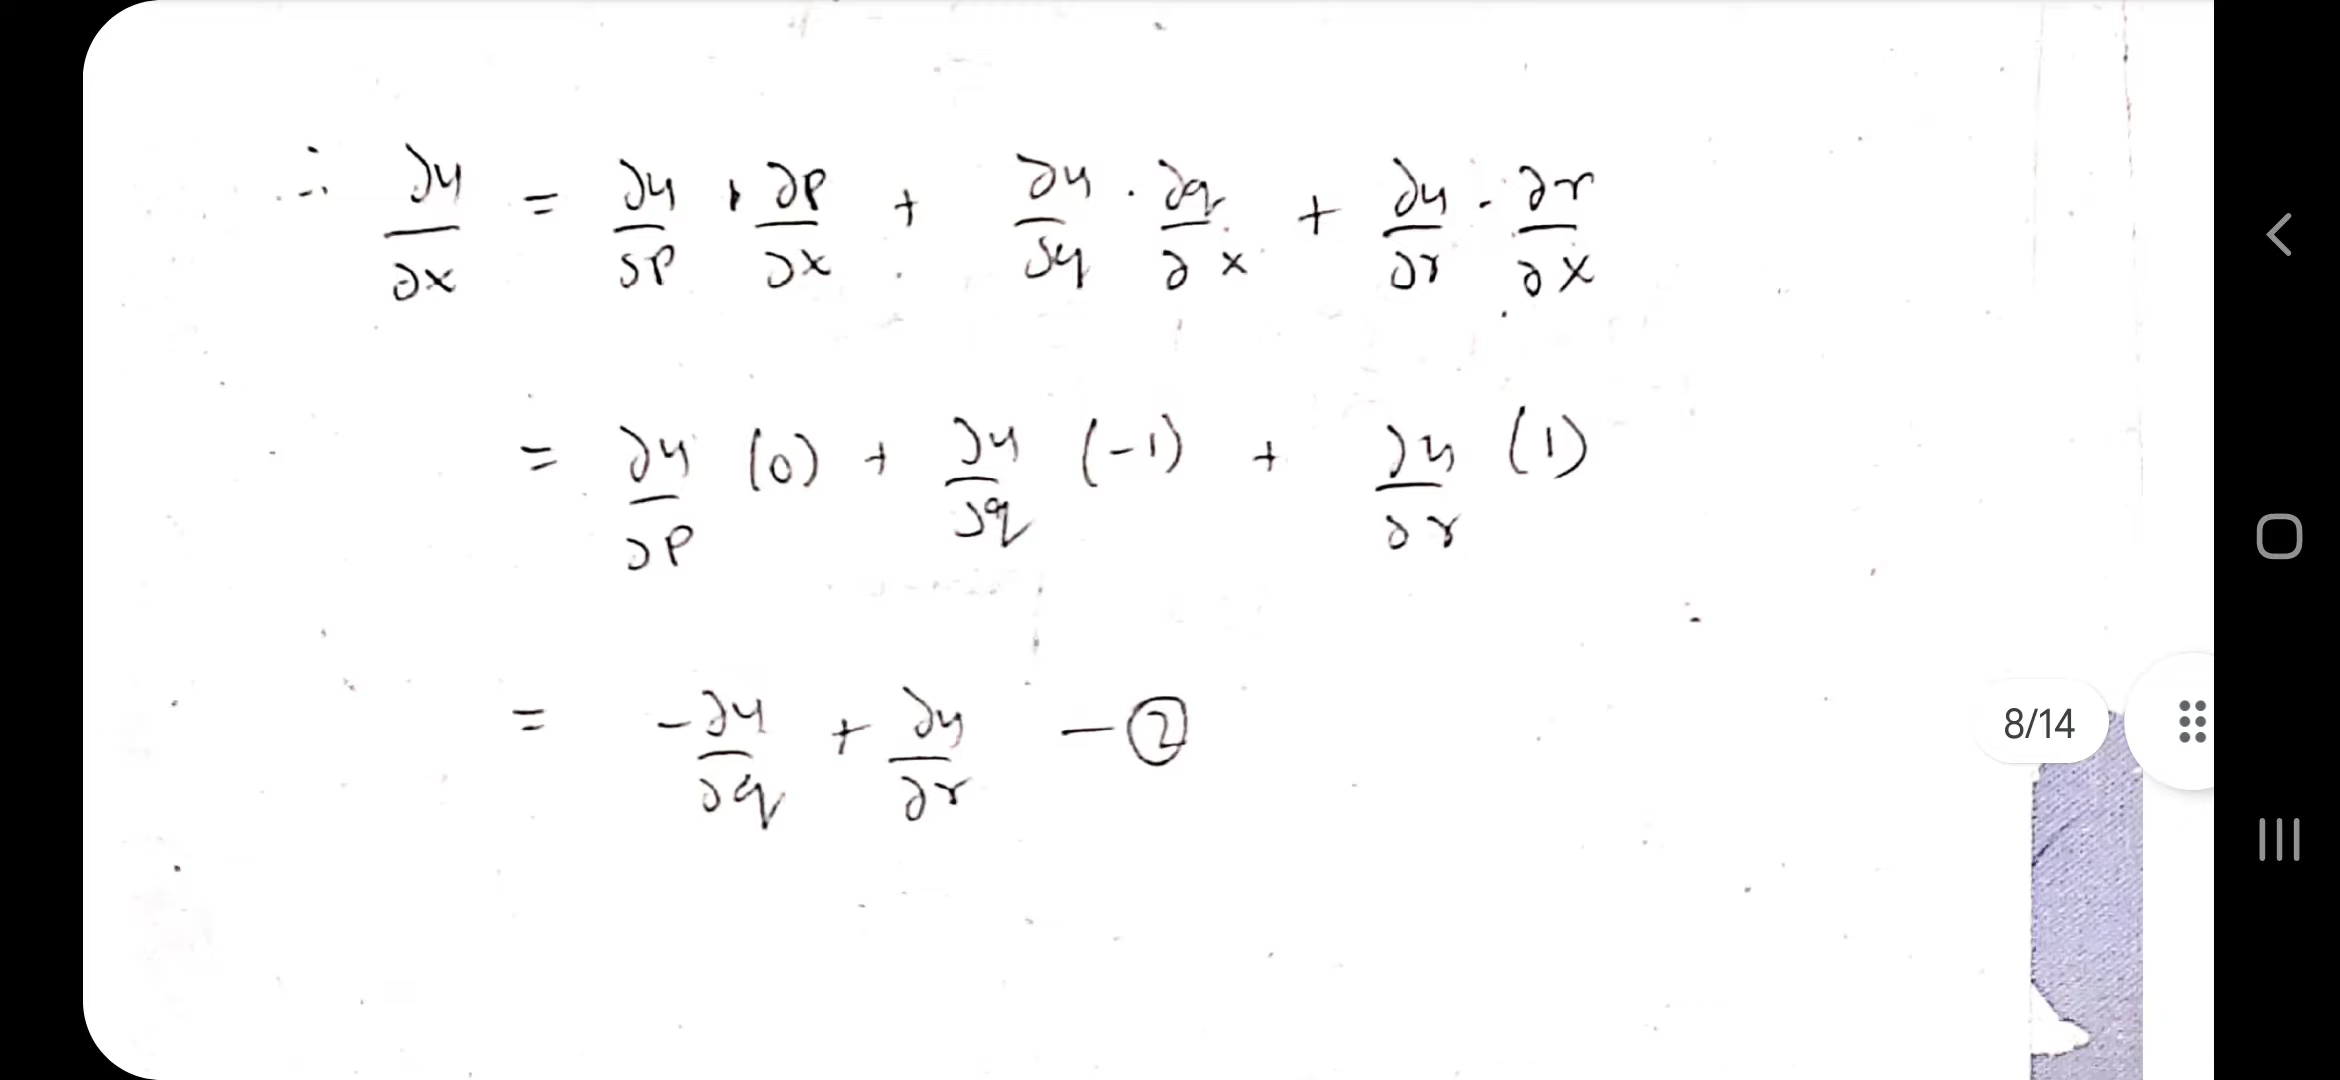 ∴ ∂u/∂x = ∂u/∂p · ∂p/∂x + ∂u/∂q · ∂q/∂x + ∂u/∂r · ∂r/∂x
= ∂u/∂p (0) + ∂u/∂q (-1) + ∂u/∂r (1)
= -∂u/∂q + ∂u/∂r — ②
8/14